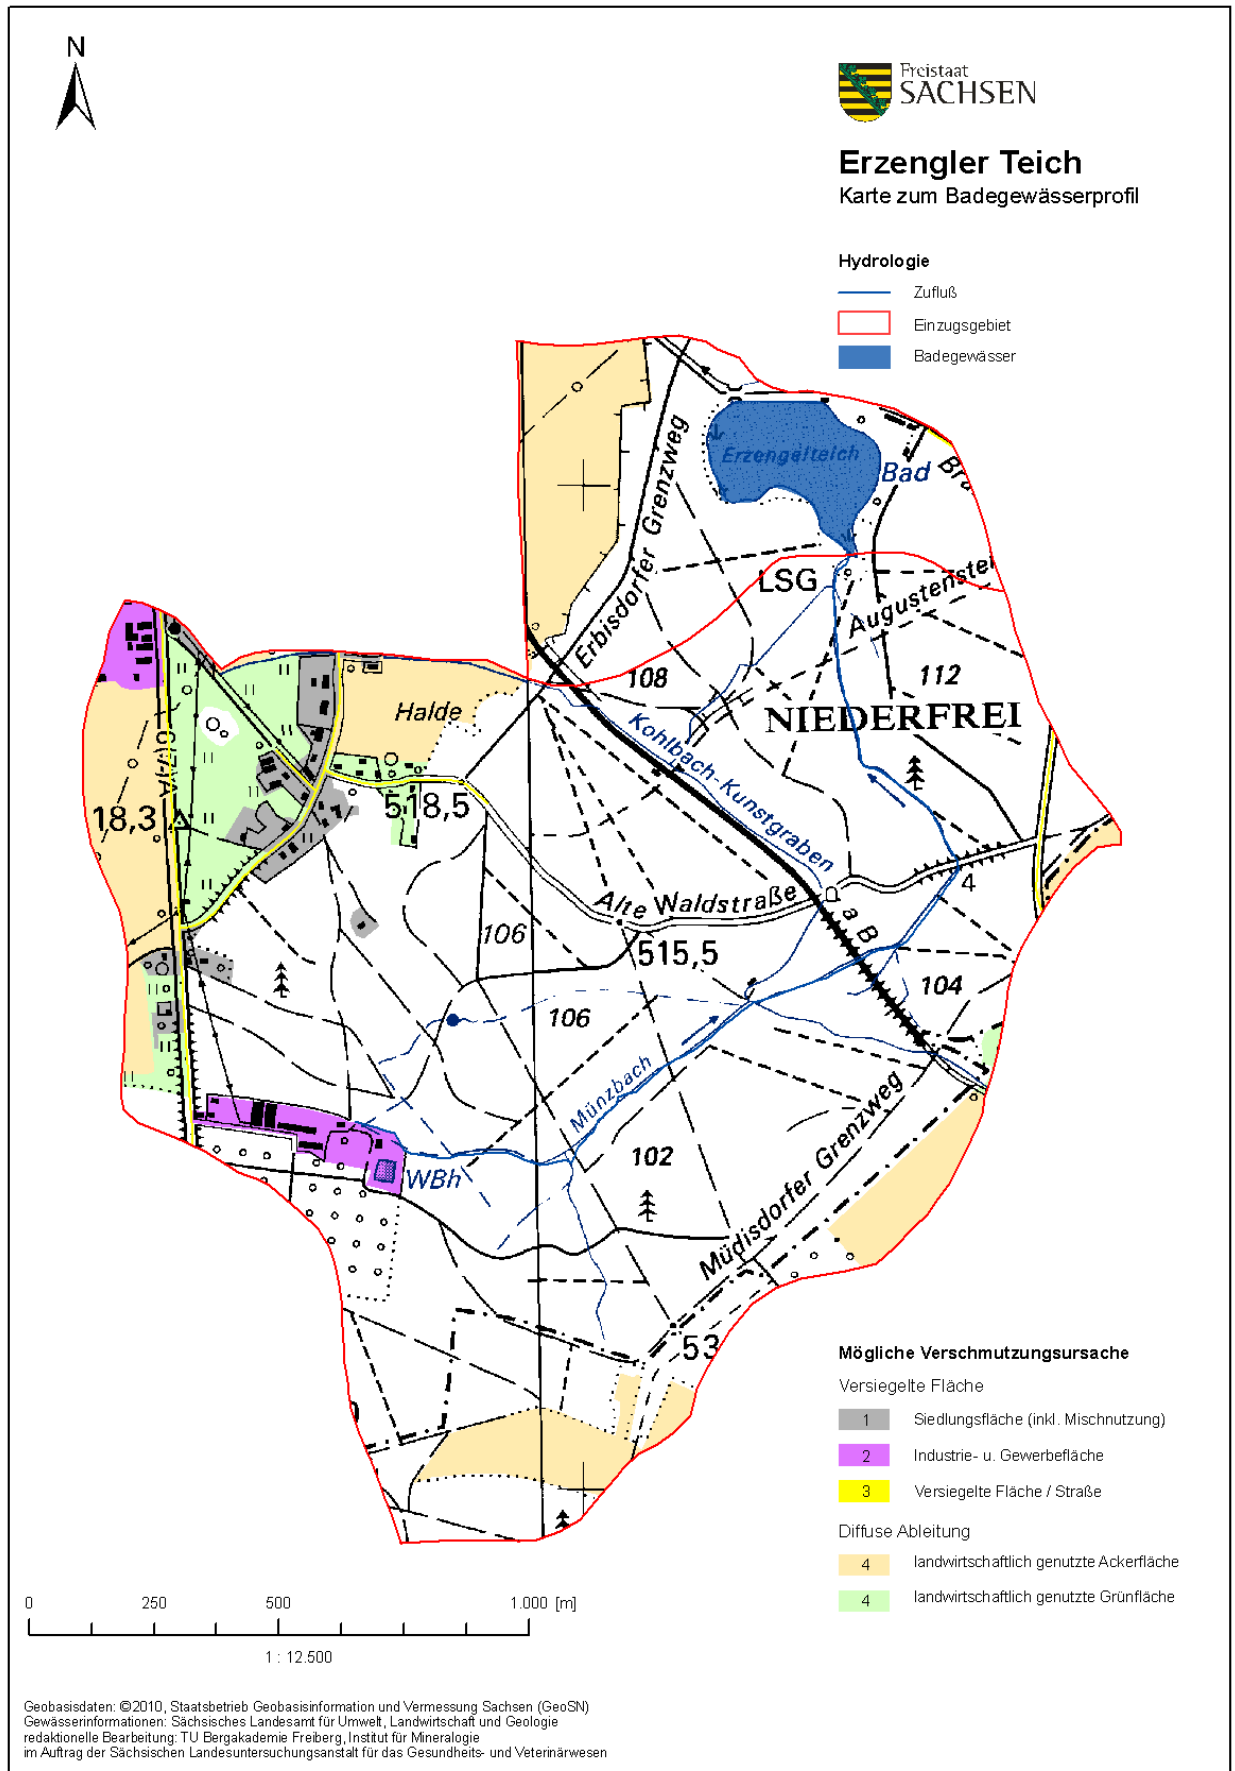 N
Freistaat
SACHSEN
Erzengler Teich
Karte zum Badegewässerprofil
Hydrologie
Zufluß
Einzugsgebiet
Badegewässer
Erzengelteich
Bad
Erbisdorfer Grenzweg
LSG
108
112
NIEDERFREI
Halde
Kohlbach-Kunstgraben
518,5
18,3
Alte Waldstraße
4
106
515,5
104
106
Münzbach
102
WBh
Müdisdorfer Grenzweg
53
Mögliche Verschmutzungsursache
Versiegelte Fläche
1 Siedlungsfläche (inkl. Mischnutzung)
2 Industrie- u. Gewerbefläche
3 Versiegelte Fläche / Straße
Diffuse Ableitung
4 landwirtschaftlich genutzte Ackerfläche
4 landwirtschaftlich genutzte Grünfläche
0 250 500 1.000 [m]
1 : 12.500
Geobasisdaten: ©2010, Staatsbetrieb Geobasisinformation und Vermessung Sachsen (GeoSN)
Gewässerinformationen: Sächsisches Landesamt für Umwelt, Landwirtschaft und Geologie
redaktionelle Bearbeitung: TU Bergakademie Freiberg, Institut für Mineralogie
im Auftrag der Sächsischen Landesuntersuchungsanstalt für das Gesundheits- und Veterinärwesen